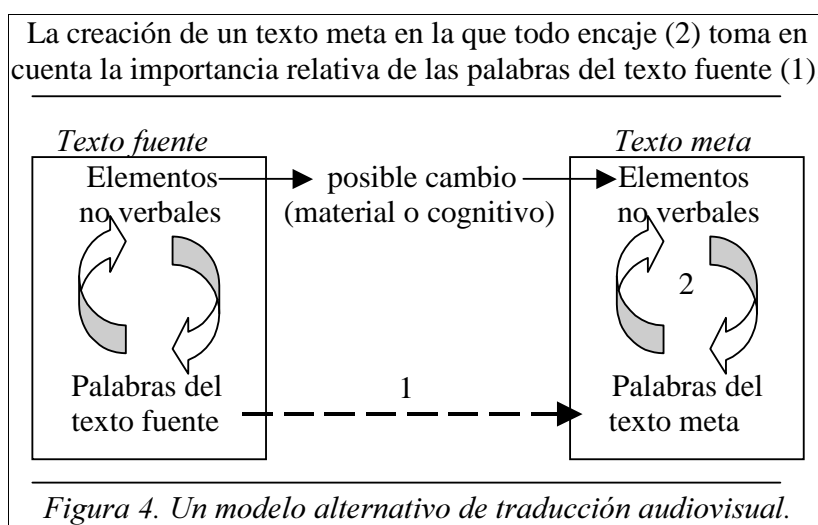 La creación de un texto meta en la que todo encaje (2) toma en
cuenta la importancia relativa de las palabras del texto fuente (1)
Texto fuente
Texto meta
Elementos
no verbales
posible cambio
(material o cognitivo)
Elementos
no verbales
2
Palabras del
texto fuente
1
Palabras del
texto meta
Figura 4. Un modelo alternativo de traducción audiovisual.